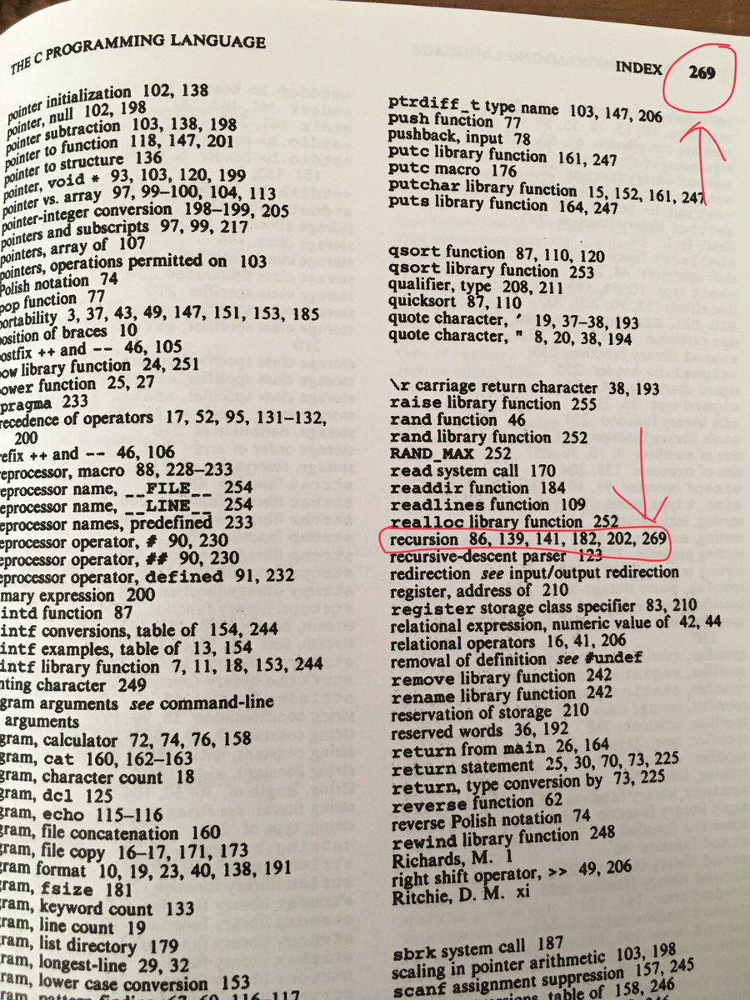 THE C PROGRAMMING LANGUAGE
INDEX 269
pointer initialization 102, 138
pointer, null 102, 198
pointer subtraction 103, 138, 198
pointer to function 118, 147, 201
pointer to structure 136
pointer, void * 93, 103, 120, 199
pointer vs. array 97, 99–100, 104, 113
pointer-integer conversion 198–199, 205
pointers and subscripts 97, 99, 217
pointers, array of 107
pointers, operations permitted on 103
Polish notation 74
pop function 77
ortability 3, 37, 43, 49, 147, 151, 153, 185
osition of braces 10
ostfix ++ and -- 46, 105
ow library function 24, 251
ower function 25, 27
pragma 233
recedence of operators 17, 52, 95, 131–132,
200
refix ++ and -- 46, 106
reprocessor, macro 88, 228–233
reprocessor name, __FILE__ 254
reprocessor name, __LINE__ 254
eprocessor names, predefined 233
eprocessor operator, # 90, 230
eprocessor operator, ## 90, 230
eprocessor operator, defined 91, 232
mary expression 200
intd function 87
intf conversions, table of 154, 244
intf examples, table of 13, 154
intf library function 7, 11, 18, 153, 244
nting character 249
gram arguments see command-line
arguments
gram, calculator 72, 74, 76, 158
gram, cat 160, 162–163
gram, character count 18
gram, dcl 125
gram, echo 115–116
gram, file concatenation 160
gram, file copy 16–17, 171, 173
gram format 10, 19, 23, 40, 138, 191
gram, fsize 181
gram, keyword count 133
ram, line count 19
ram, list directory 179
ram, longest-line 29, 32
ram, lower case conversion 153
ptrdiff_t type name 103, 147, 206
push function 77
pushback, input 78
putc library function 161, 247
putc macro 176
putchar library function 15, 152, 161, 247
puts library function 164, 247
qsort function 87, 110, 120
qsort library function 253
qualifier, type 208, 211
quicksort 87, 110
quote character, ' 19, 37–38, 193
quote character, " 8, 20, 38, 194
\r carriage return character 38, 193
raise library function 255
rand function 46
rand library function 252
RAND_MAX 252
read system call 170
readdir function 184
readlines function 109
realloc library function 252
recursion 86, 139, 141, 182, 202, 269
recursive-descent parser 123
redirection see input/output redirection
register, address of 210
register storage class specifier 83, 210
relational expression, numeric value of 42, 44
relational operators 16, 41, 206
removal of definition see #undef
remove library function 242
rename library function 242
reservation of storage 210
reserved words 36, 192
return from main 26, 164
return statement 25, 30, 70, 73, 225
return, type conversion by 73, 225
reverse function 62
reverse Polish notation 74
rewind library function 248
Richards, M. 1
right shift operator, >> 49, 206
Ritchie, D. M. xi
sbrk system call 187
scaling in pointer arithmetic 103, 198
scanf assignment suppression 157, 245
table of 158, 246